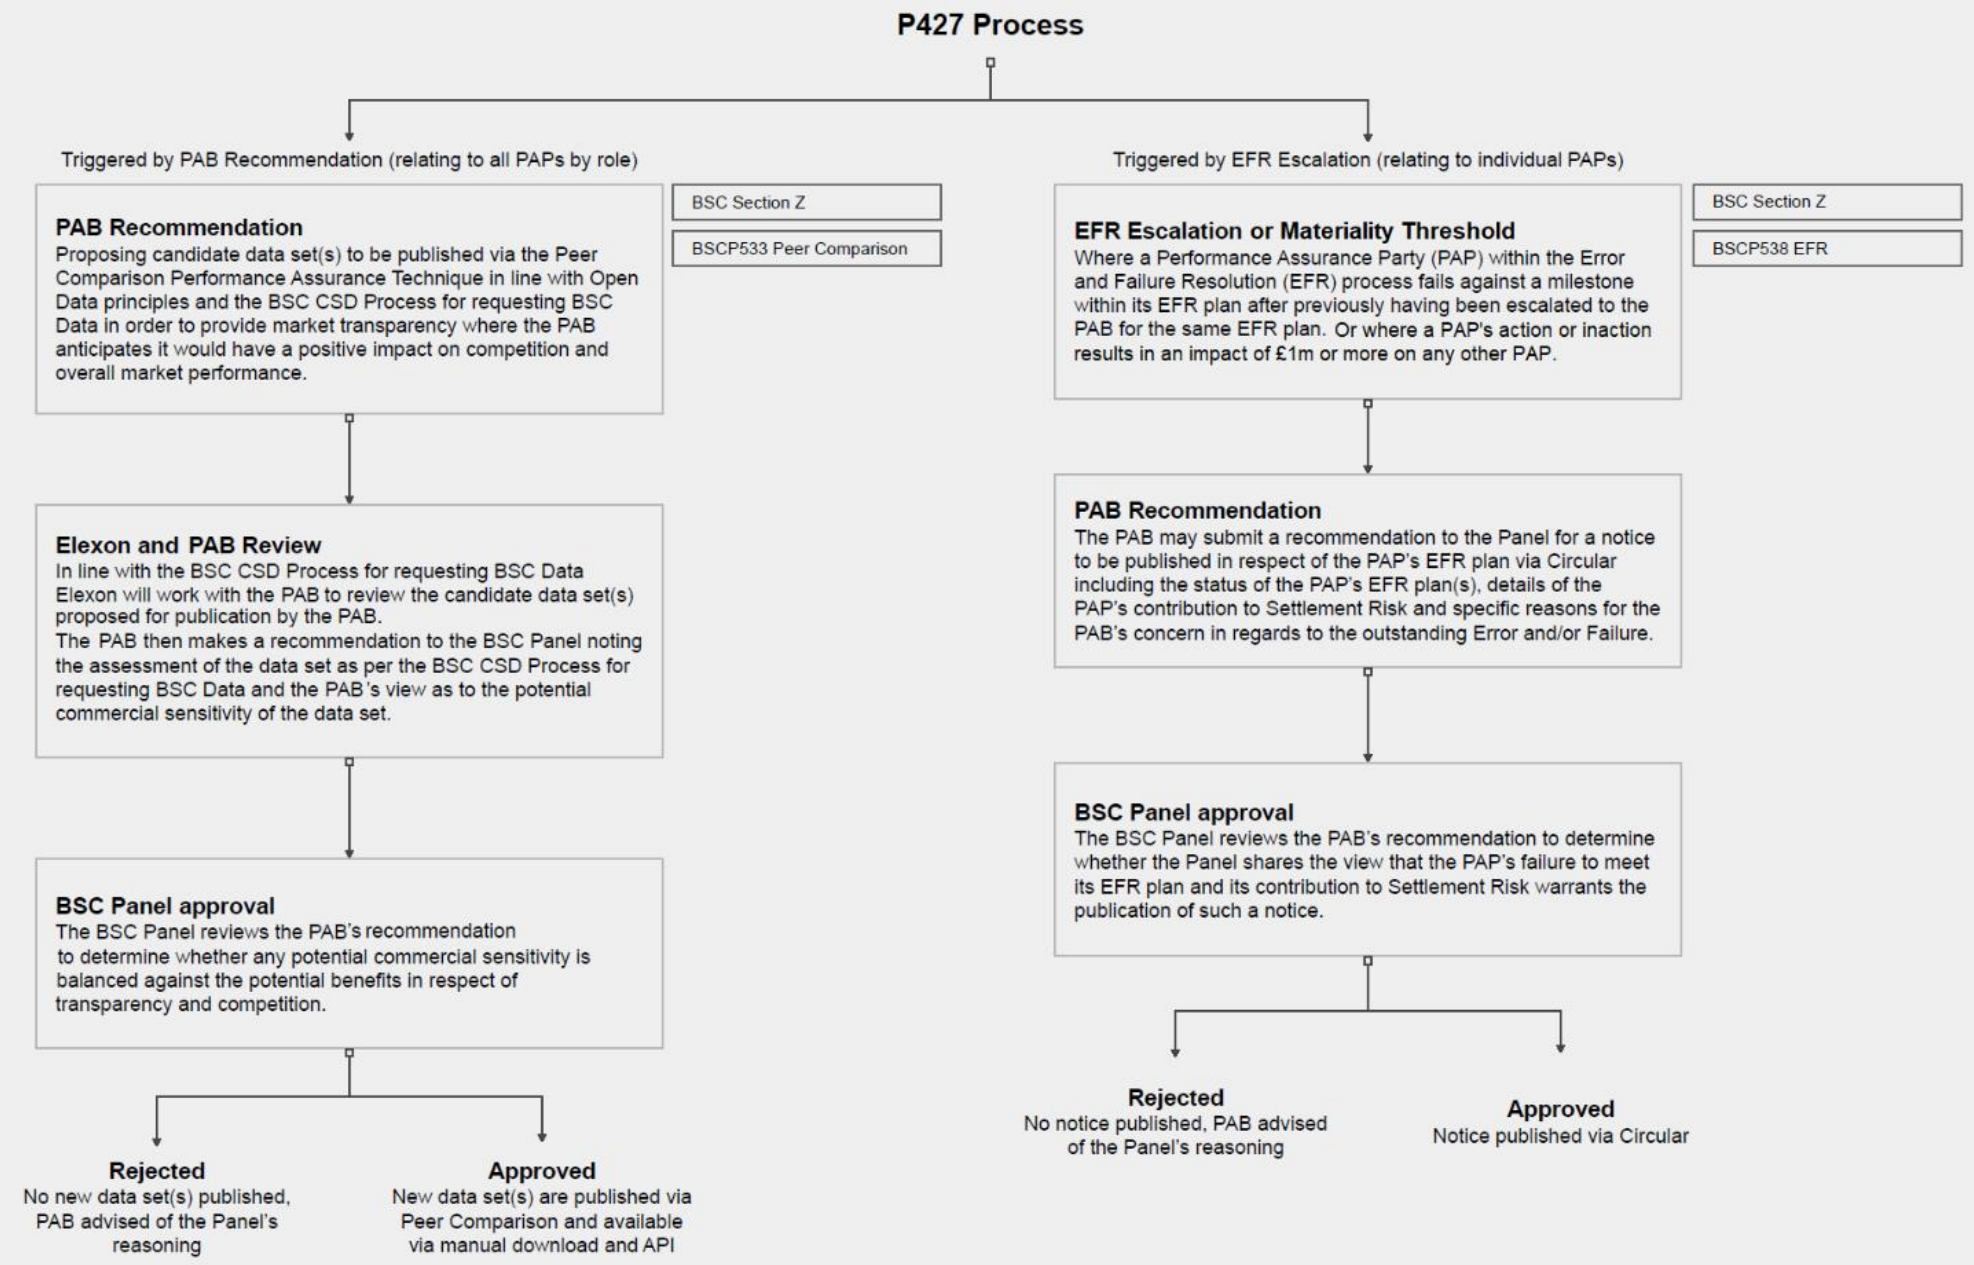 P427 Process
Triggered by PAB Recommendation (relating to all PAPs by role)
PAB Recommendation
Proposing candidate data set(s) to be published via the Peer
Comparison Performance Assurance Technique in line with Open
Data principles and the BSC CSD Process for requesting BSC
Data in order to provide market transparency where the PAB
anticipates it would have a positive impact on competition and
overall market performance.
BSC Section Z
BSCP533 Peer Comparison
Elexon and PAB Review
In line with the BSC CSD Process for requesting BSC Data
Elexon will work with the PAB to review the candidate data set(s)
proposed for publication by the PAB.
The PAB then makes a recommendation to the BSC Panel noting
the assessment of the data set as per the BSC CSD Process for
requesting BSC Data and the PAB's view as to the potential
commercial sensitivity of the data set.
BSC Panel approval
The BSC Panel reviews the PAB's recommendation
to determine whether any potential commercial sensitivity is
balanced against the potential benefits in respect of
transparency and competition.
Rejected
No new data set(s) published,
PAB advised of the Panel's
reasoning
Approved
New data set(s) are published via
Peer Comparison and available
via manual download and API
Triggered by EFR Escalation (relating to individual PAPs)
EFR Escalation or Materiality Threshold
Where a Performance Assurance Party (PAP) within the Error
and Failure Resolution (EFR) process fails against a milestone
within its EFR plan after previously having been escalated to the
PAB for the same EFR plan. Or where a PAP's action or inaction
results in an impact of £1m or more on any other PAP.
BSC Section Z
BSCP538 EFR
PAB Recommendation
The PAB may submit a recommendation to the Panel for a notice
to be published in respect of the PAP's EFR plan via Circular
including the status of the PAP's EFR plan(s), details of the
PAP's contribution to Settlement Risk and specific reasons for the
PAB's concern in regards to the outstanding Error and/or Failure.
BSC Panel approval
The BSC Panel reviews the PAB's recommendation to determine
whether the Panel shares the view that the PAP's failure to meet
its EFR plan and its contribution to Settlement Risk warrants the
publication of such a notice.
Rejected
No notice published, PAB advised
of the Panel's reasoning
Approved
Notice published via Circular